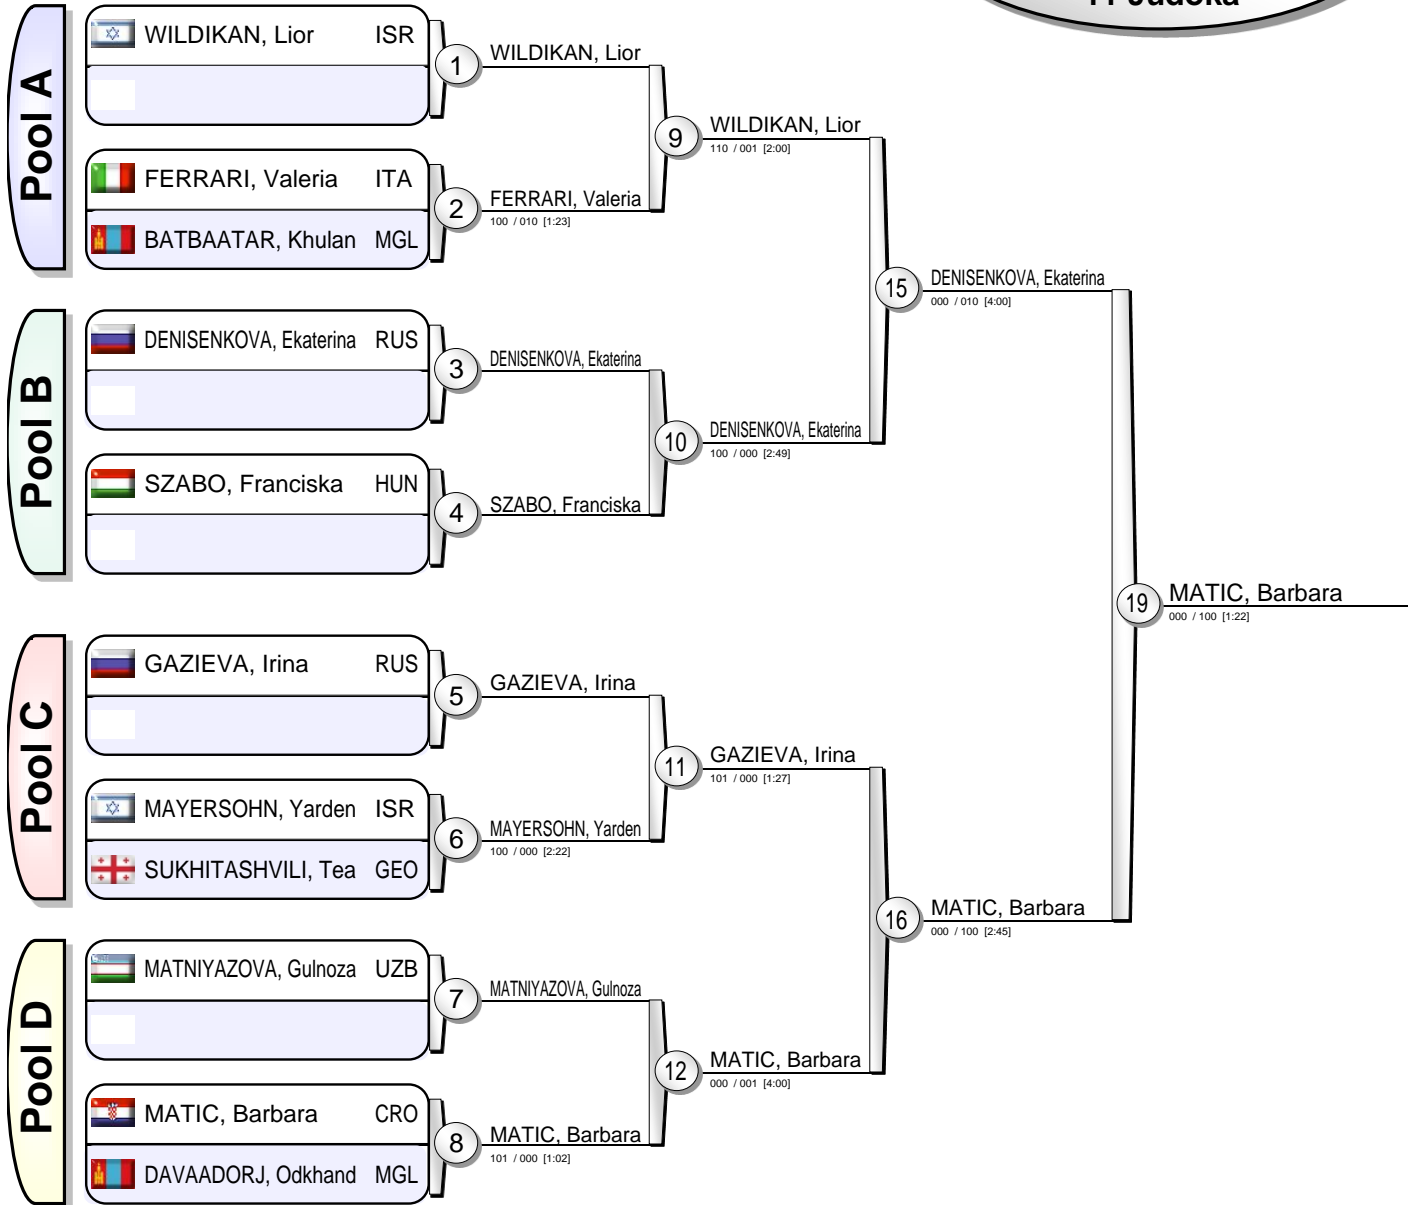 11 Judoka
Pool A
WILDIKAN, Lior ISR
FERRARI, Valeria ITA
BATBAATAR, Khulan MGL
1
WILDIKAN, Lior
2
FERRARI, Valeria
100 / 010 [1:23]
9
WILDIKAN, Lior
110 / 001 [2:00]
Pool B
DENISENKOVA, Ekaterina RUS
SZABO, Franciska HUN
3
DENISENKOVA, Ekaterina
4
SZABO, Franciska
10
DENISENKOVA, Ekaterina
100 / 000 [2:49]
15
DENISENKOVA, Ekaterina
000 / 010 [4:00]
Pool C
GAZIEVA, Irina RUS
MAYERSOHN, Yarden ISR
SUKHITASHVILI, Tea GEO
5
GAZIEVA, Irina
6
MAYERSOHN, Yarden
100 / 000 [2:22]
11
GAZIEVA, Irina
101 / 000 [1:27]
Pool D
MATNIYAZOVA, Gulnoza UZB
MATIC, Barbara CRO
DAVAADORJ, Odkhand MGL
7
MATNIYAZOVA, Gulnoza
8
MATIC, Barbara
101 / 000 [1:02]
12
MATIC, Barbara
000 / 001 [4:00]
16
MATIC, Barbara
000 / 100 [2:45]
19
MATIC, Barbara
000 / 100 [1:22]